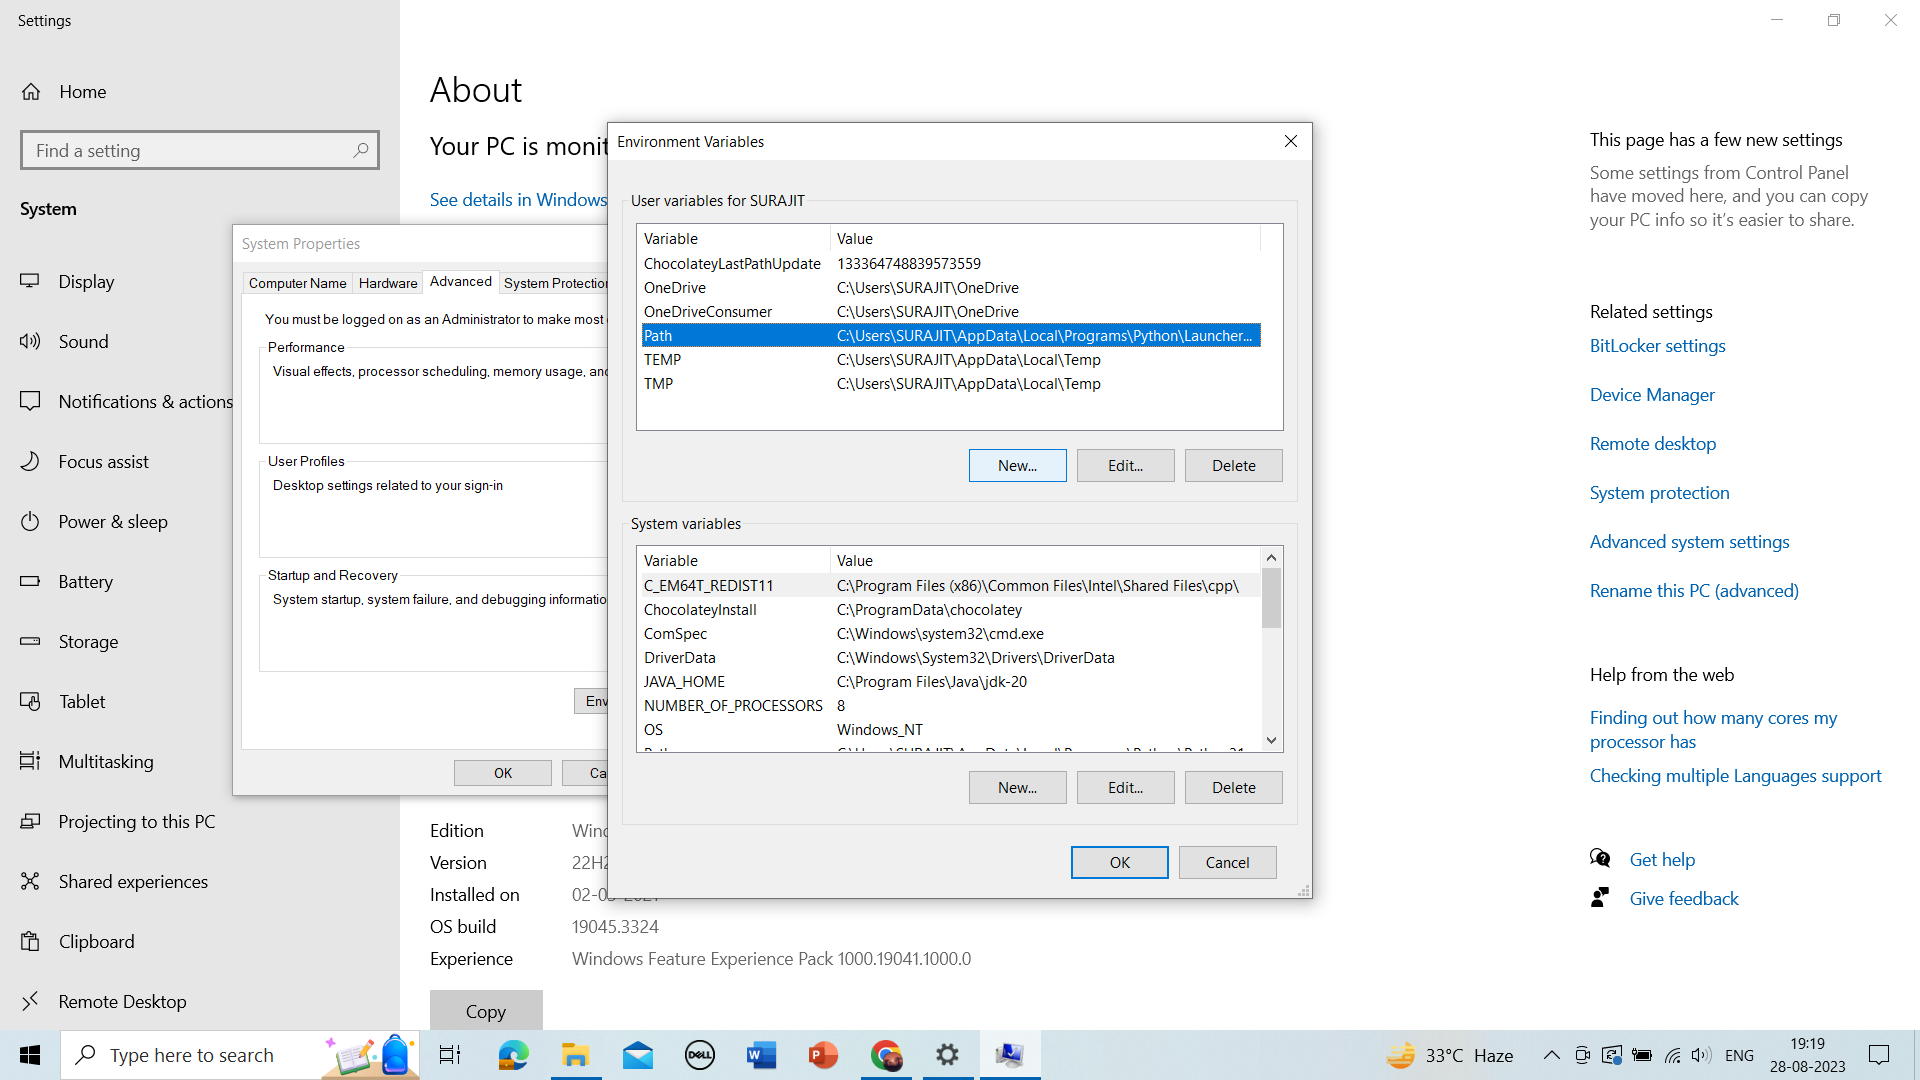 Settings
Home
Find a setting
System
Display
Sound
Notifications & actions
Focus assist
Power & sleep
Battery
Storage
Tablet
Multitasking
Projecting to this PC
Shared experiences
Clipboard
Remote Desktop
About
Your PC is monit
See details in Windows
System Properties
Computer Name
Hardware
Advanced
System Protection
You must be logged on as an Administrator to make most
Performance
Visual effects, processor scheduling, memory usage, and
User Profiles
Desktop settings related to your sign-in
Startup and Recovery
System startup, system failure, and debugging informatio
Env
OK
Ca
Environment Variables
User variables for SURAJIT
Variable Value
ChocolateyLastPathUpdate 133364748839573559
OneDrive C:\Users\SURAJIT\OneDrive
OneDriveConsumer C:\Users\SURAJIT\OneDrive
Path C:\Users\SURAJIT\AppData\Local\Programs\Python\Launcher...
TEMP C:\Users\SURAJIT\AppData\Local\Temp
TMP C:\Users\SURAJIT\AppData\Local\Temp
New... Edit... Delete
System variables
Variable Value
C_EM64T_REDIST11 C:\Program Files (x86)\Common Files\Intel\Shared Files\cpp\
ChocolateyInstall C:\ProgramData\chocolatey
ComSpec C:\Windows\system32\cmd.exe
DriverData C:\Windows\System32\Drivers\DriverData
JAVA_HOME C:\Program Files\Java\jdk-20
NUMBER_OF_PROCESSORS 8
OS Windows_NT
New... Edit... Delete
OK Cancel
Edition Wind
Version 22H2
Installed on
OS build 19045.3324
Experience Windows Feature Experience Pack 1000.19041.1000.0
Copy
This page has a few new settings
Some settings from Control Panel
have moved here, and you can copy
your PC info so it’s easier to share.
Related settings
BitLocker settings
Device Manager
Remote desktop
System protection
Advanced system settings
Rename this PC (advanced)
Help from the web
Finding out how many cores my
processor has
Checking multiple Languages support
Get help
Give feedback
Type here to search
DELL
33°C Haze
ENG
19:19
28-08-2023